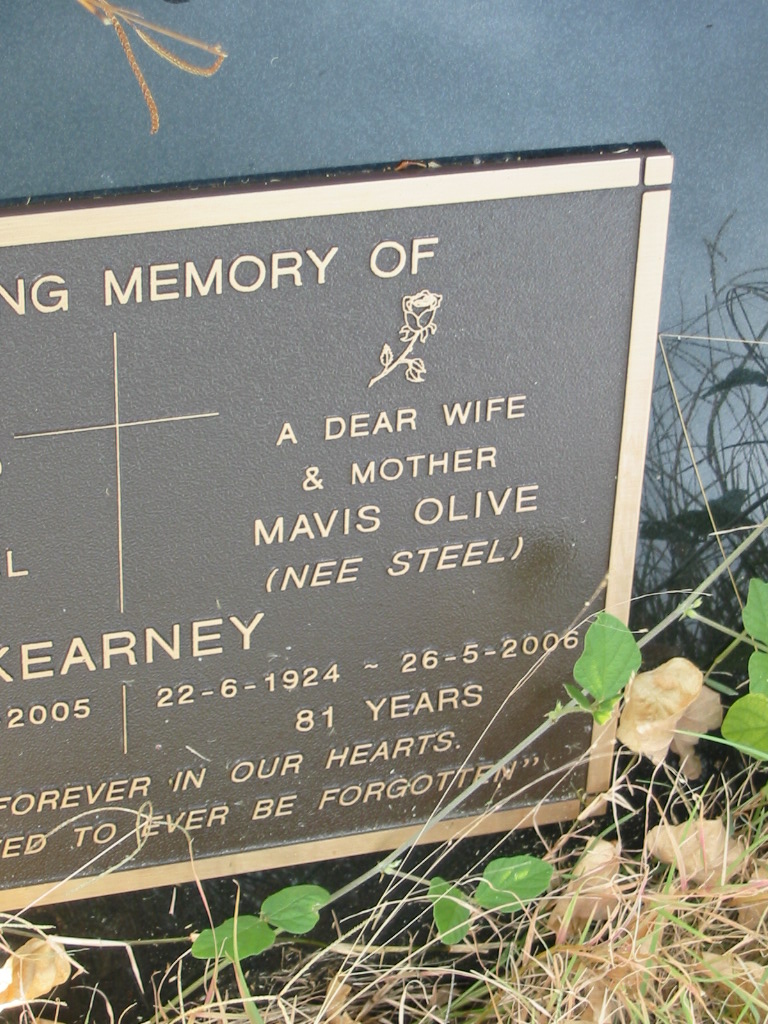 NG MEMORY OF
A DEAR WIFE
& MOTHER
MAVIS OLIVE
L
(NEE STEEL)
KEARNEY
2005 22-6-1924 ~ 26-5-2006
81 YEARS
FOREVER IN OUR HEARTS.
ED TO EVER BE FORGOTTEN"